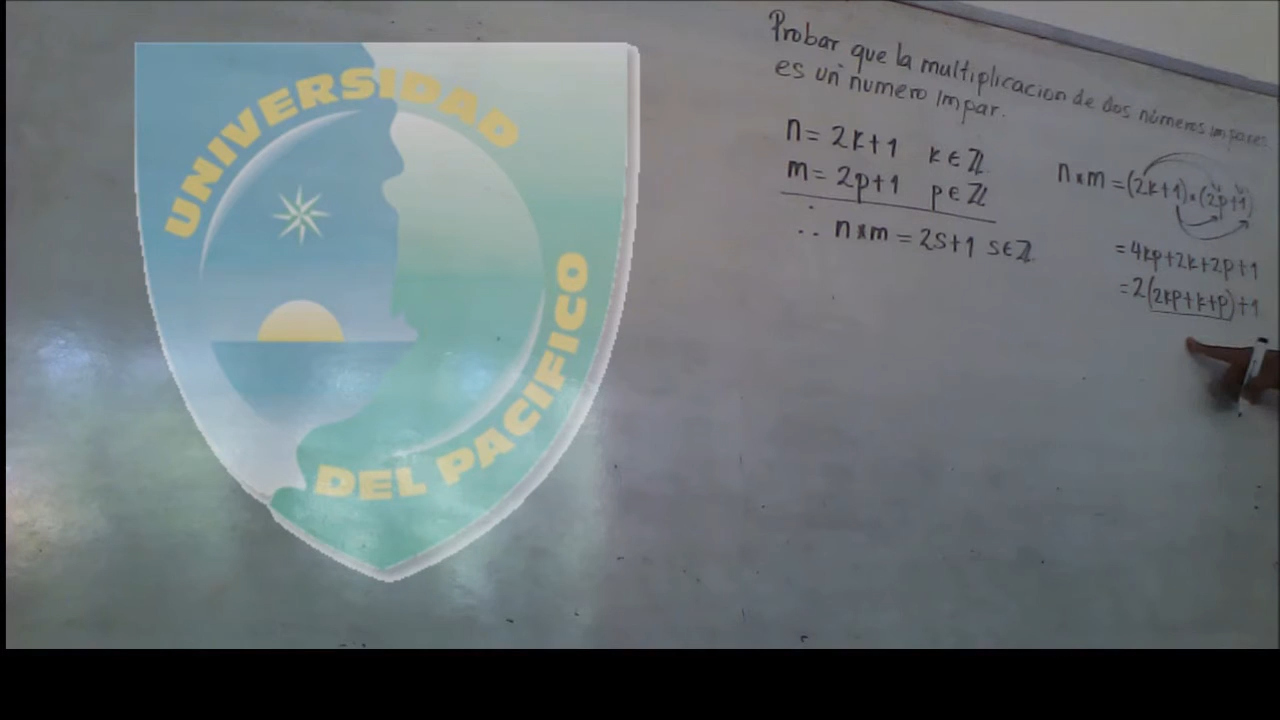 UNIVERSIDAD
DEL PACIFICO
Probar que la multiplicacion de dos números impares
es un numero impar.
n = 2k+1 k ∈ ℤ
m = 2p+1 p ∈ ℤ
∴ n*m = 2s+1 s∈ℤ
n*m =(2k+1)*(2p+1)
= 4kp+2k+2p+1
=2(2kp+k+p)+1